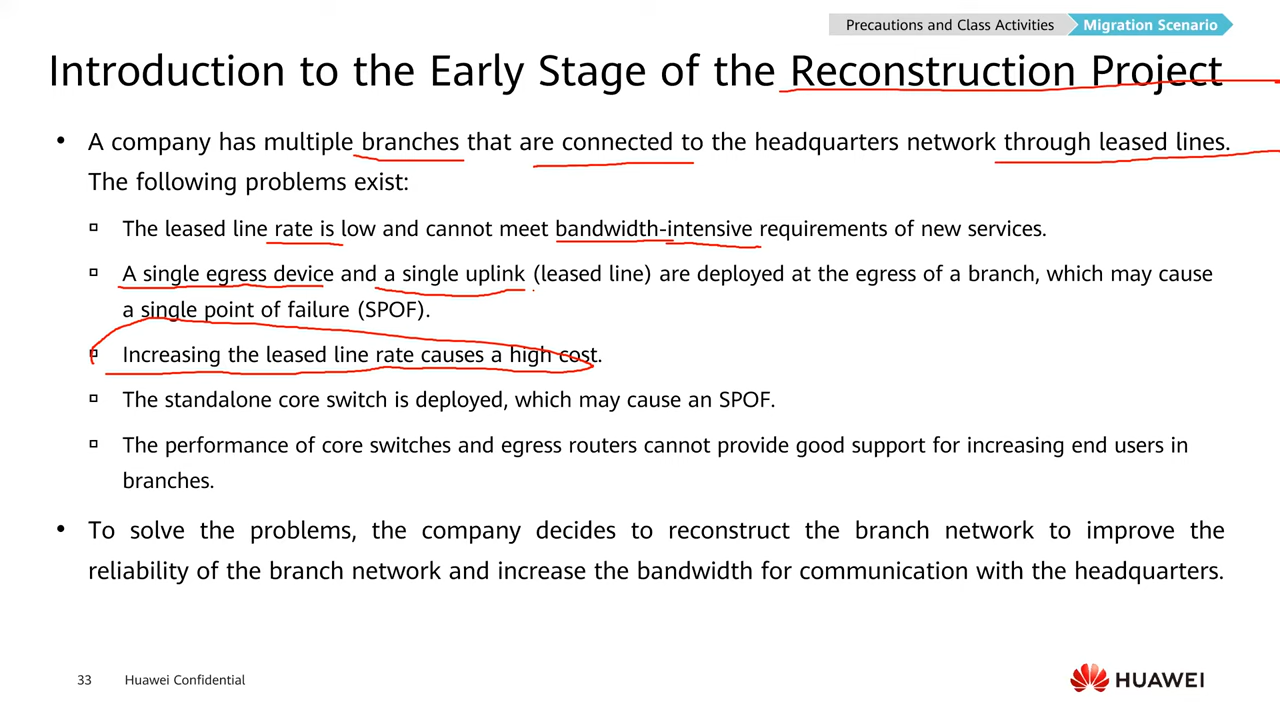 Precautions and Class Activities
Migration Scenario
Introduction to the Early Stage of the Reconstruction Project
• A company has multiple branches that are connected to the headquarters network through leased lines.
The following problems exist:
▫ The leased line rate is low and cannot meet bandwidth-intensive requirements of new services.
▫ A single egress device and a single uplink (leased line) are deployed at the egress of a branch, which may cause
a single point of failure (SPOF).
▫ Increasing the leased line rate causes a high cost.
▫ The standalone core switch is deployed, which may cause an SPOF.
▫ The performance of core switches and egress routers cannot provide good support for increasing end users in
branches.
• To solve the problems, the company decides to reconstruct the branch network to improve the
reliability of the branch network and increase the bandwidth for communication with the headquarters.
33
Huawei Confidential
HUAWEI